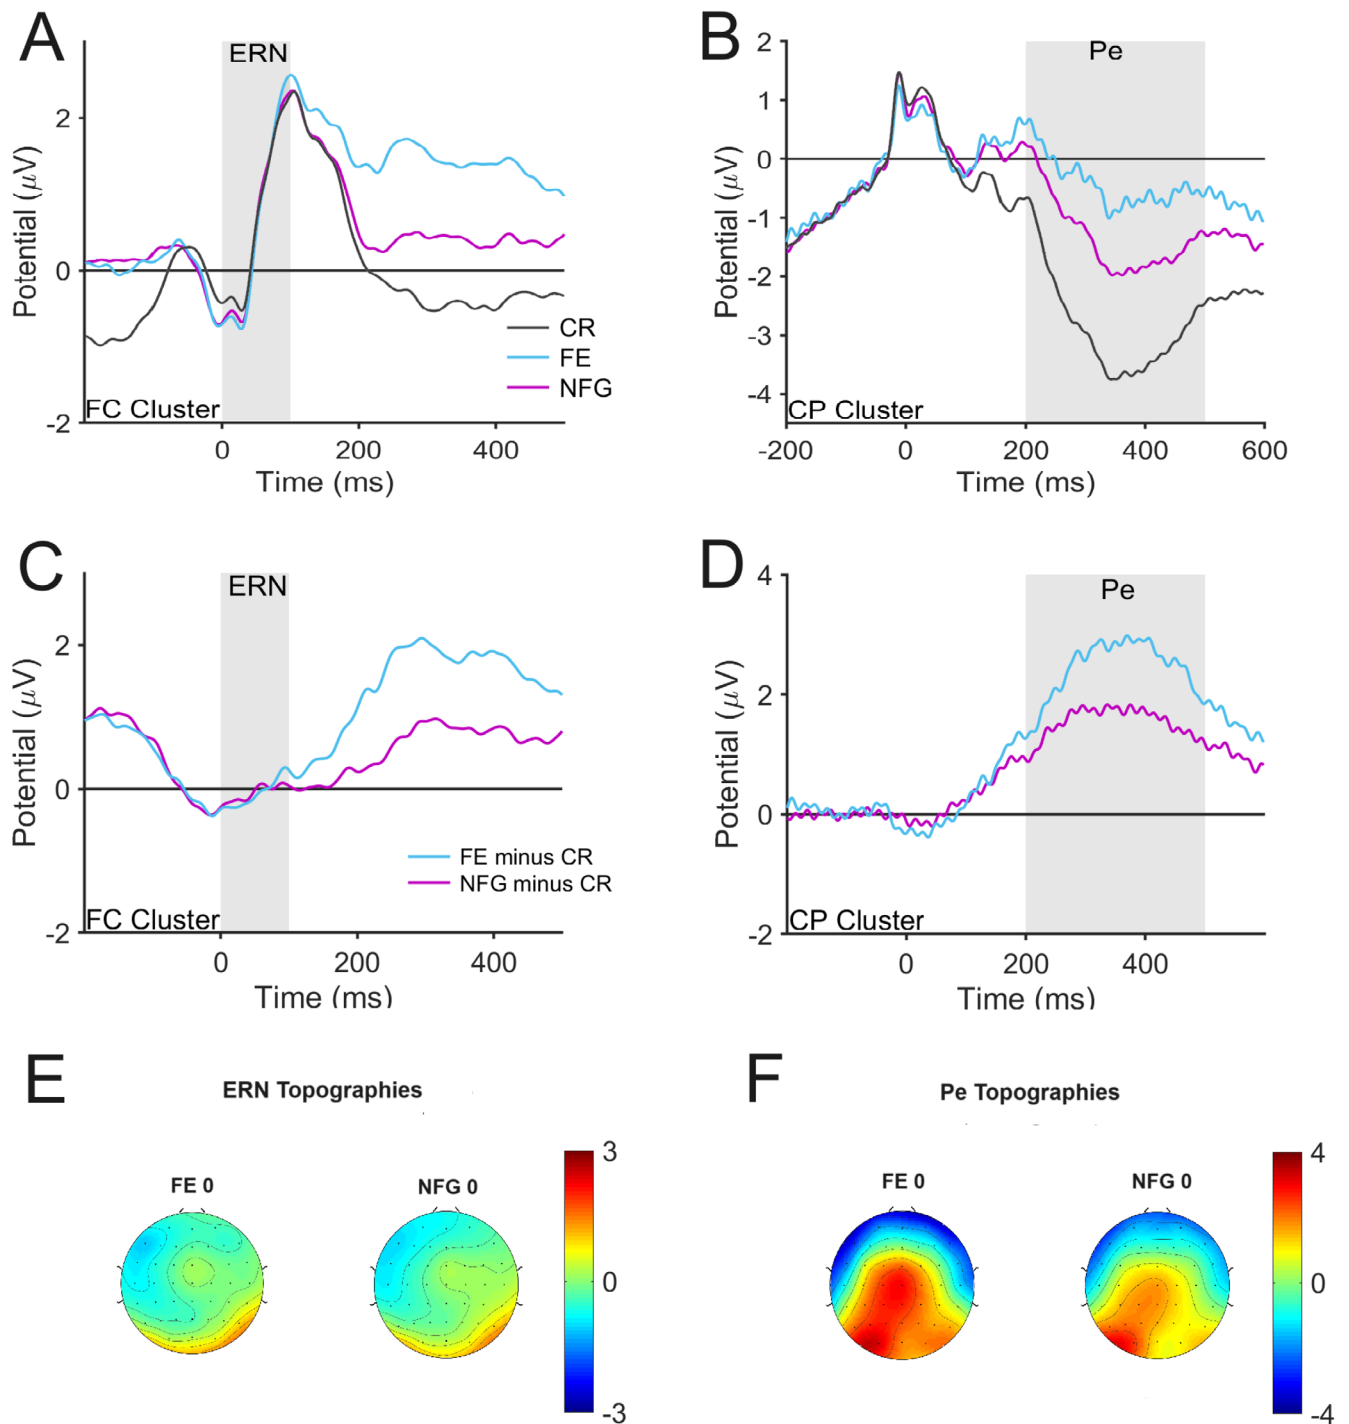 A
ERN
2
0
-2
Potential (μV)
CR
FE
NFG
FC Cluster
0
200
400
Time (ms)
B
Pe
2
1
0
-1
-2
-3
-4
Potential (μV)
CP Cluster
-200
0
200
400
600
Time (ms)
C
ERN
2
0
-2
Potential (μV)
FE minus CR
NFG minus CR
FC Cluster
0
200
400
Time (ms)
D
Pe
4
2
0
-2
Potential (μV)
CP Cluster
0
200
400
Time (ms)
E
ERN Topographies
FE 0
NFG 0
3
0
-3
F
Pe Topographies
FE 0
NFG 0
4
0
-4